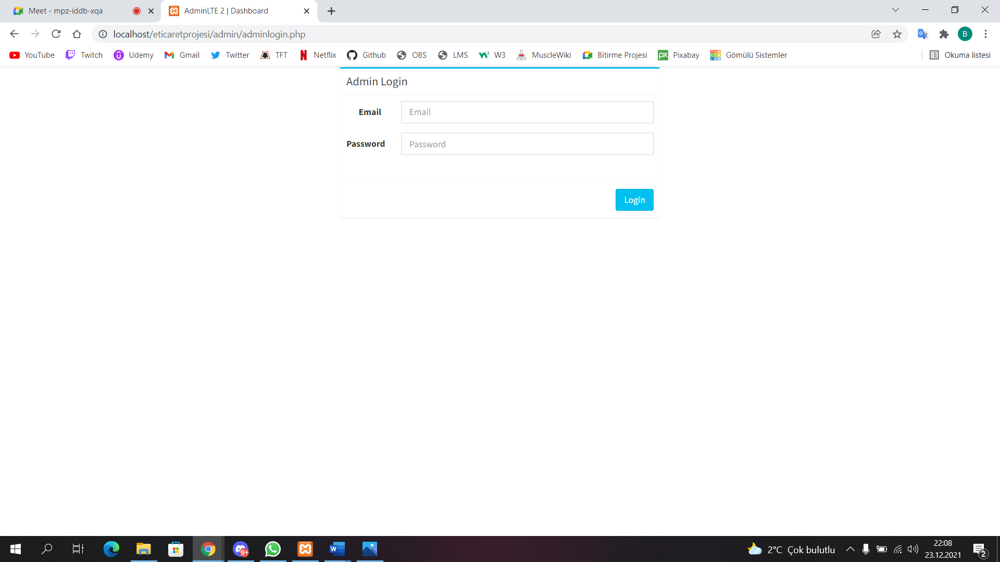 Meet - mpz-iddb-xqa
AdminLTE 2 | Dashboard
localhost/eticaretprojesi/admin/adminlogin.php
B
YouTube Twitch Udemy Gmail Twitter TFT Netflix Github OBS LMS W3 MuscleWiki Bitirme Projesi Pixabay Gömülü Sistemler Okuma listesi
Admin Login
Email Email
Password Password
Login
9+
2°C Çok bulutlu
22:08
23.12.2021
2